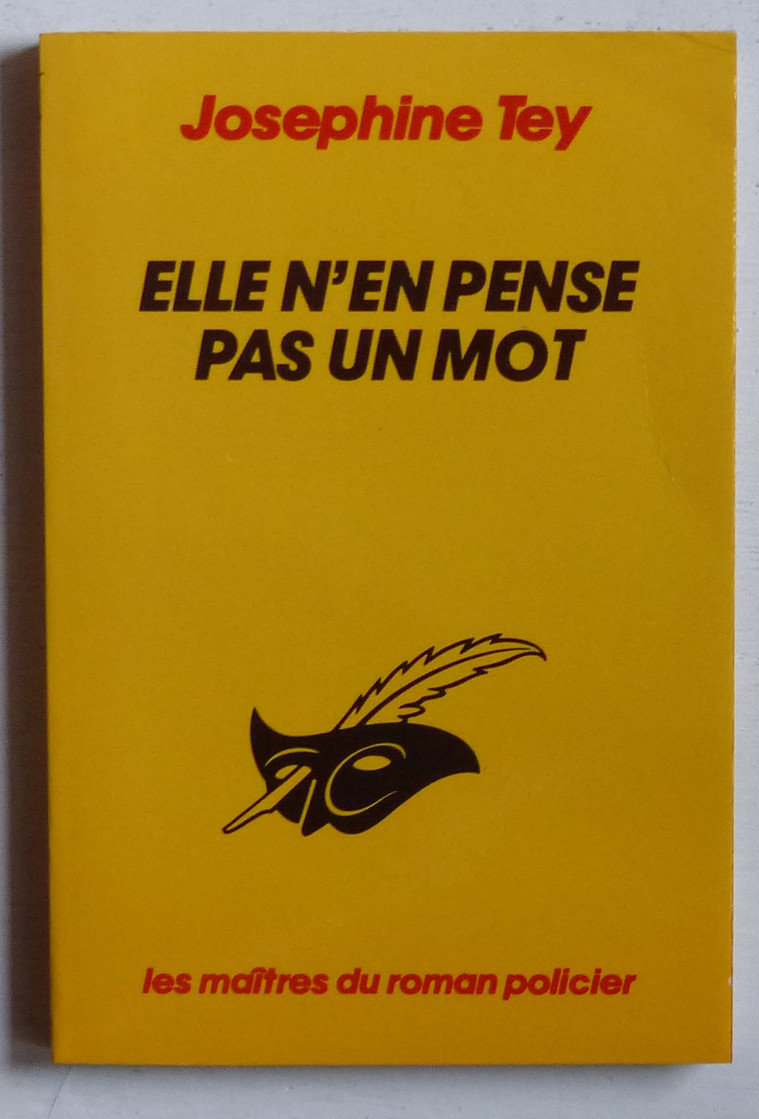 Josephine Tey
ELLE N'EN PENSE
PAS UN MOT
les maîtres du roman policier